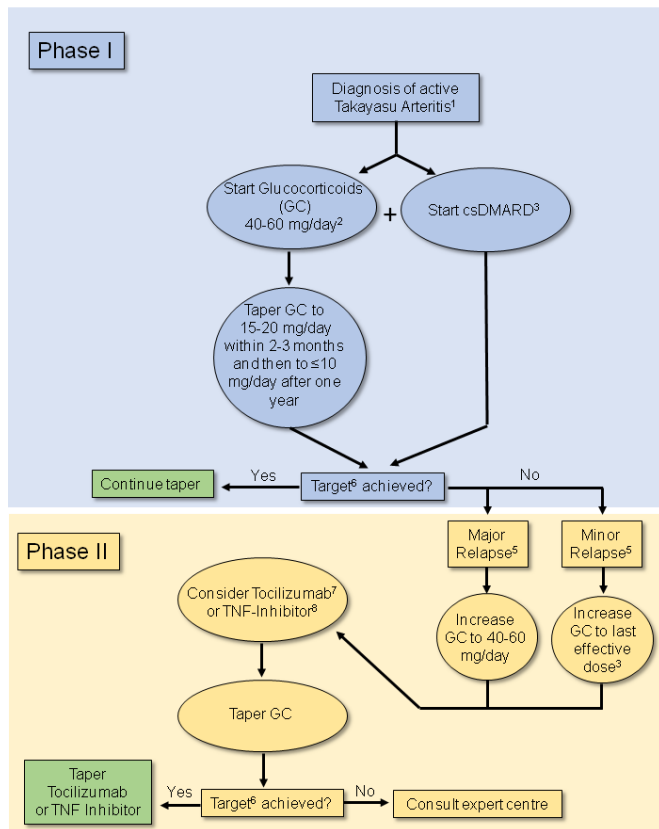 Phase I
Diagnosis of active
Takayasu Arteritis¹
Start Glucocorticoids
(GC)
40-60 mg/day²
+
Start csDMARD³
Taper GC to
15-20 mg/day
within 2-3 months
and then to ≤10
mg/day after one
year
Target⁶ achieved?
Yes
Continue taper
No
Phase II
Major
Relapse⁵
Minor
Relapse⁵
Increase
GC to 40-60
mg/day
Increase
GC to last
effective
dose³
Consider Tocilizumab⁷
or TNF-Inhibitor⁸
Taper GC
Target⁶ achieved?
Yes
Taper
Tocilizumab
or TNF Inhibitor
No
Consult expert centre